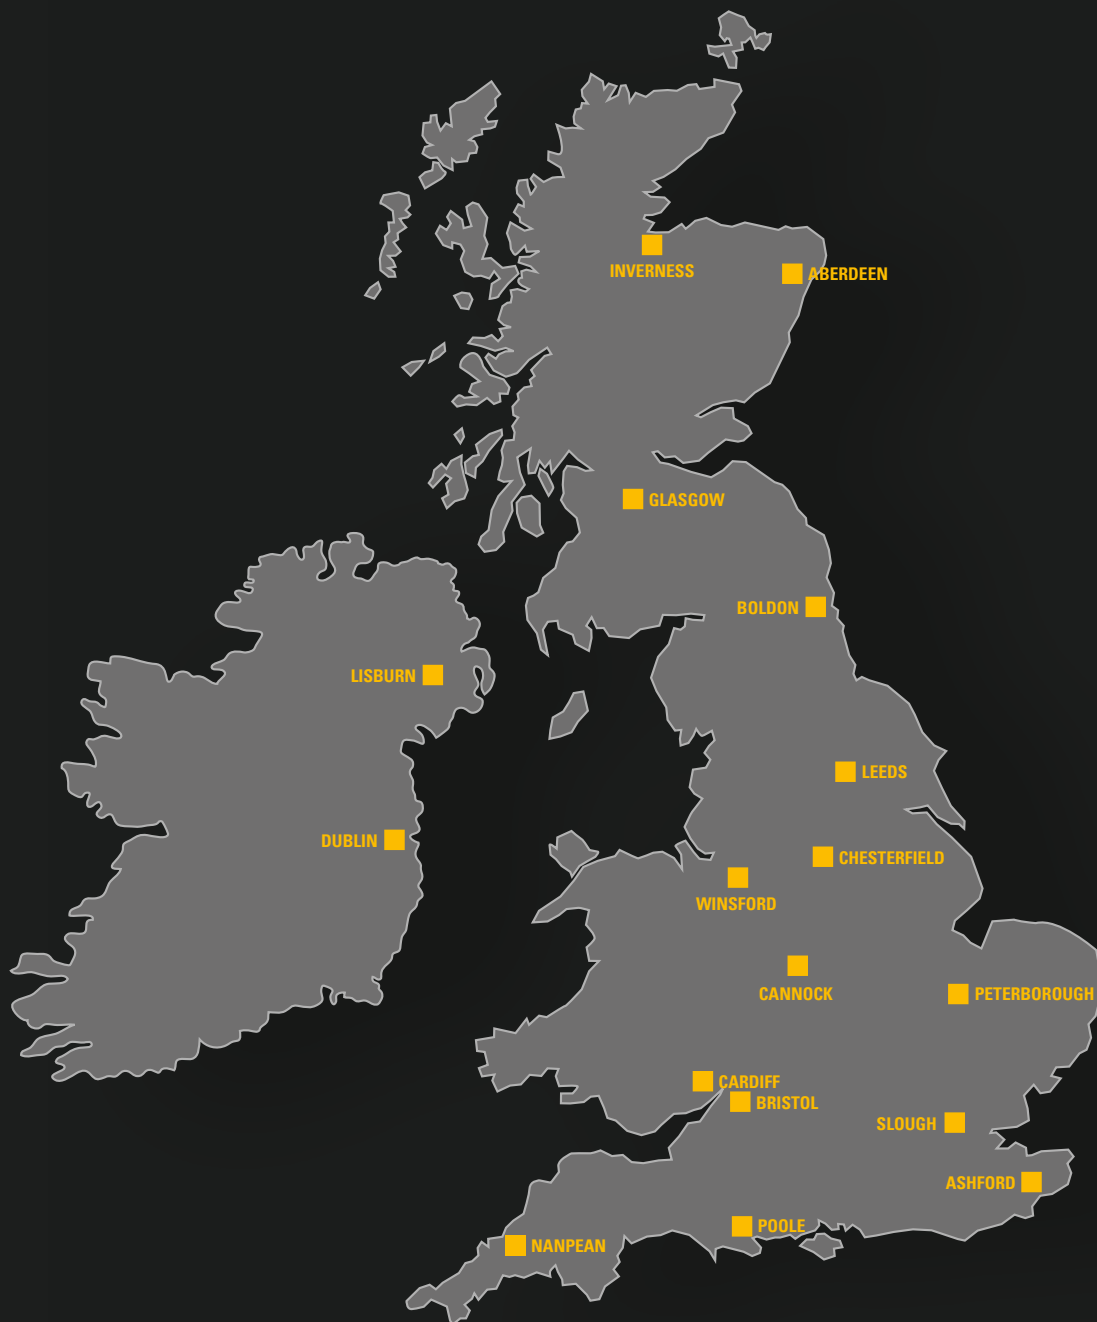 INVERNESS
ABERDEEN
GLASGOW
BOLDON
LISBURN
LEEDS
DUBLIN
CHESTERFIELD
WINSFORD
CANNOCK
PETERBOROUGH
CARDIFF
BRISTOL
SLOUGH
ASHFORD
POOLE
NANPEAN